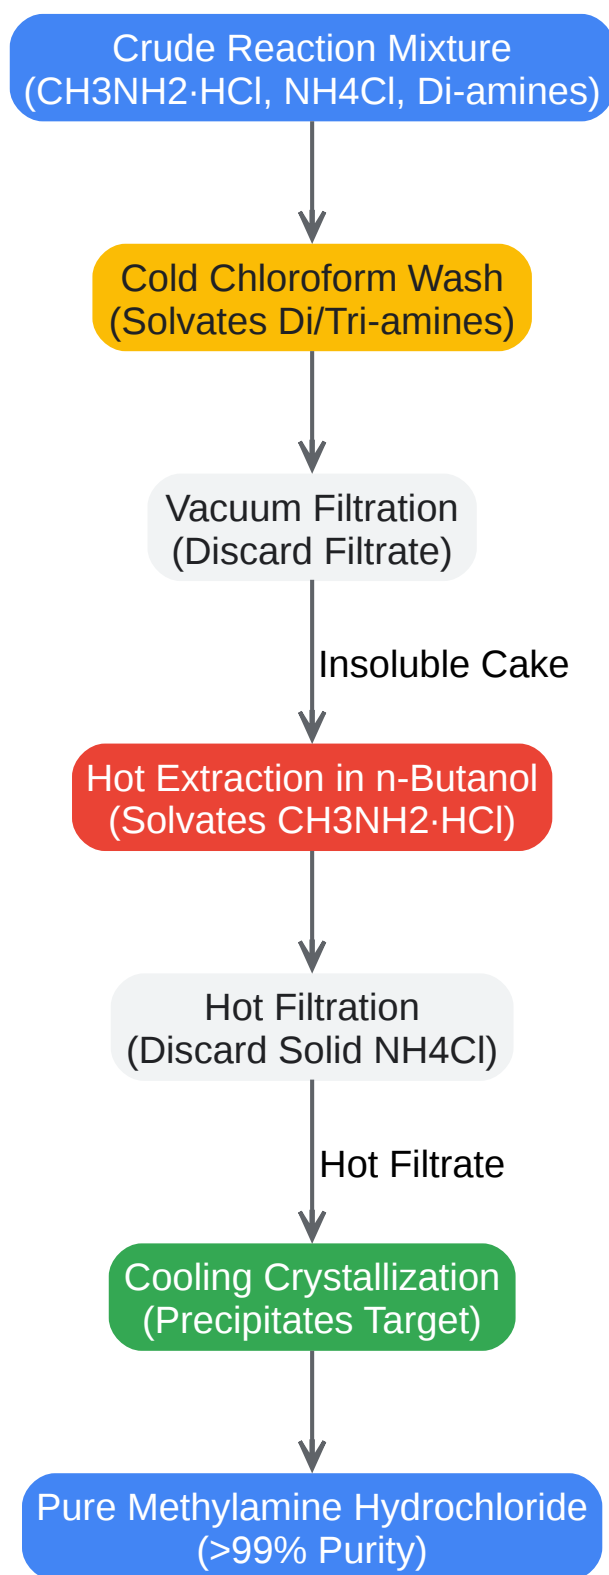 Crude Reaction Mixture
(CH3NH2·HCl, NH4Cl, Di-amines)
Cold Chloroform Wash
(Solvates Di/Tri-amines)
Vacuum Filtration
(Discard Filtrate)
Insoluble Cake
Hot Extraction in n-Butanol
(Solvates CH3NH2·HCl)
Hot Filtration
(Discard Solid NH4Cl)
Hot Filtrate
Cooling Crystallization
(Precipitates Target)
Pure Methylamine Hydrochloride
(>99% Purity)